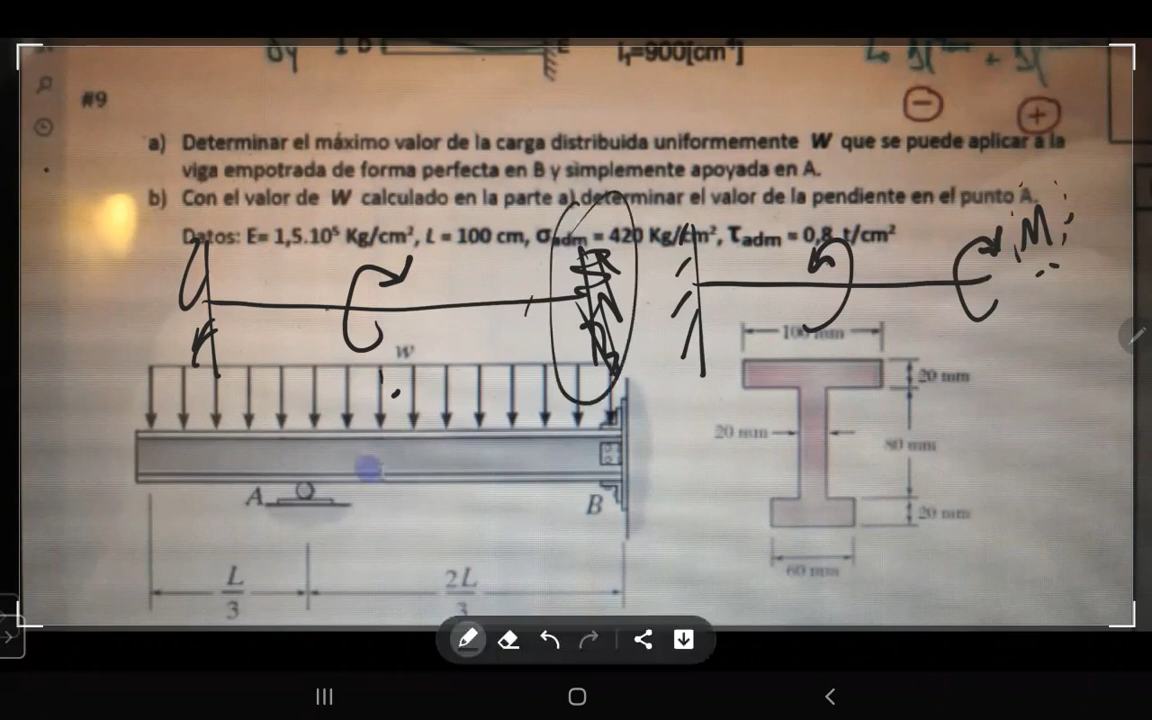 I D E
δy I₁=900[cm⁴]
#9
a) Determinar el máximo valor de la carga distribuida uniformemente W que se puede aplicar a la
viga empotrada de forma perfecta en B y simplemente apoyada en A.
b) Con el valor de W calculado en la parte a) determinar el valor de la pendiente en el punto A.
Datos: E= 1,5.10⁵ Kg/cm², L = 100 cm, σadm = 420 Kg/cm², τadm = 0,8 t/cm²
M
w
100 mm
20 mm
20 mm
80 mm
A
B
20 mm
60 mm
L
3
2L
3